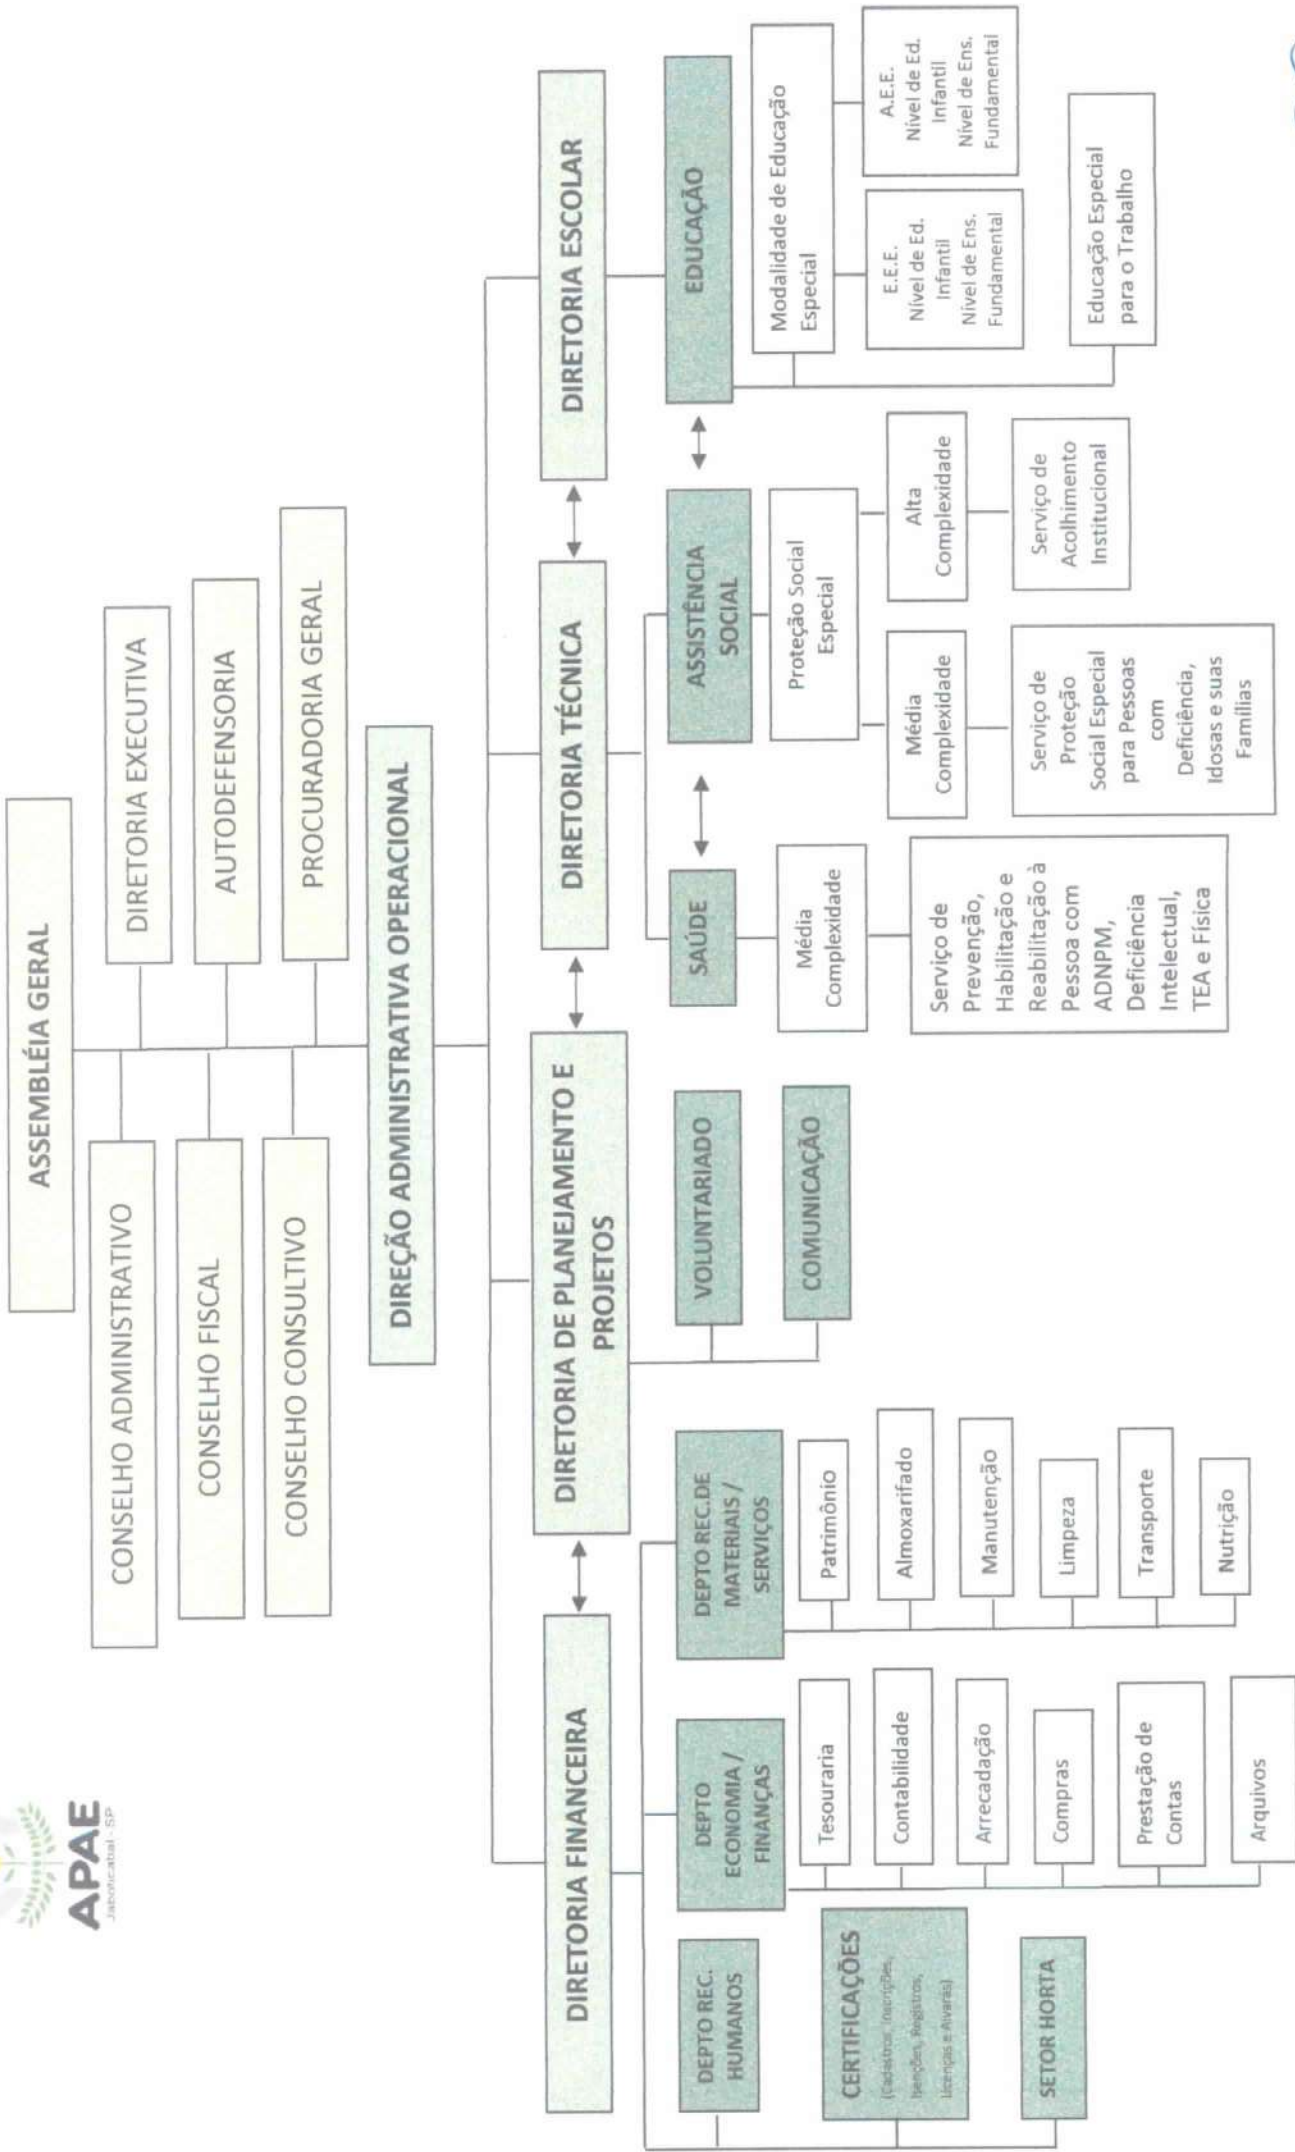 APAE
Jaboticabal - SP
ASSEMBLÉIA GERAL
CONSELHO ADMINISTRATIVO
DIRETORIA EXECUTIVA
CONSELHO FISCAL
AUTODEFENSORIA
CONSELHO CONSULTIVO
PROCURADORIA GERAL
DIREÇÃO ADMINISTRATIVA OPERACIONAL
DIRETORIA FINANCEIRA
DIRETORIA DE PLANEJAMENTO E
PROJETOS
DIRETORIA TÉCNICA
DIRETORIA ESCOLAR
DEPTO REC.
HUMANOS
CERTIFICAÇÕES
(Cadastros, Inscrições,
Isenções, Registros,
Licenças e Alvarás)
SETOR HORTA
DEPTO
ECONOMIA /
FINANÇAS
Tesouraria
Contabilidade
Arrecadação
Compras
Prestação de
Contas
Arquivos
DEPTO REC.DE
MATERIAIS /
SERVIÇOS
Patrimônio
Almoxarifado
Manutenção
Limpeza
Transporte
Nutrição
VOLUNTARIADO
COMUNICAÇÃO
SAÚDE
Média
Complexidade
Serviço de
Prevenção,
Habilitação e
Reabilitação à
Pessoa com
ADNPM,
Deficiência
Intelectual,
TEA e Física
ASSISTÊNCIA
SOCIAL
Proteção Social
Especial
Média
Complexidade
Serviço de
Proteção
Social Especial
para Pessoas
com
Deficiência,
Idosas e suas
Famílias
Alta
Complexidade
Serviço de
Acolhimento
Institucional
EDUCAÇÃO
Modalidade de Educação
Especial
E.E.E.
Nível de Ed.
Infantil
Nível de Ens.
Fundamental
A.E.E.
Nível de Ed.
Infantil
Nível de Ens.
Fundamental
Educação Especial
para o Trabalho